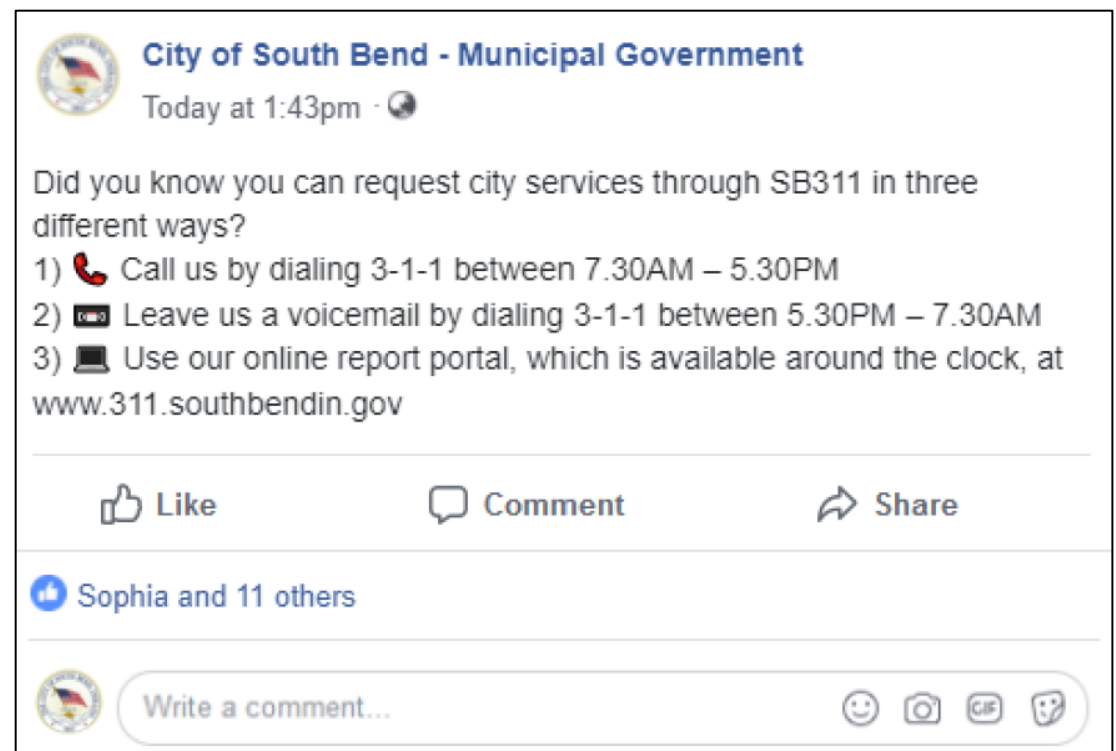 City of South Bend - Municipal Government
Today at 1:43pm ·
Did you know you can request city services through SB311 in three
different ways?
1) Call us by dialing 3-1-1 between 7.30AM – 5.30PM
2) Leave us a voicemail by dialing 3-1-1 between 5.30PM – 7.30AM
3) Use our online report portal, which is available around the clock, at
www.311.southbendin.gov
Like Comment Share
Sophia and 11 others
Write a comment... GIF